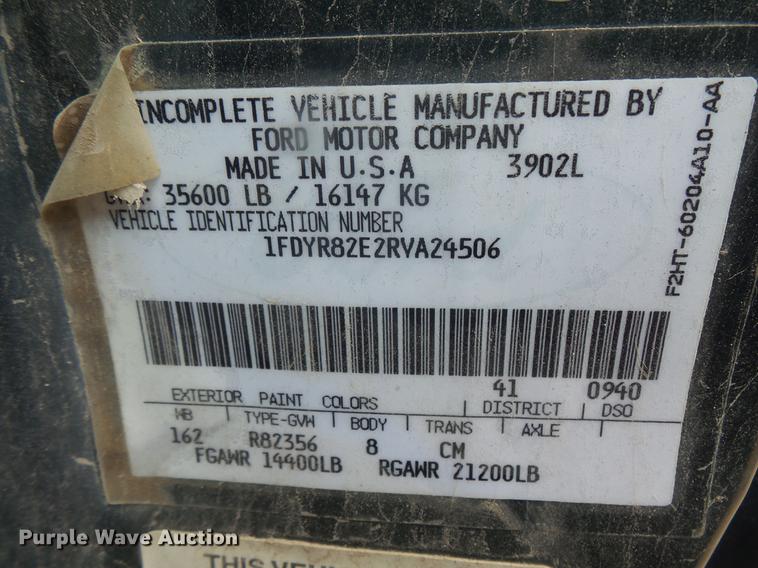 INCOMPLETE VEHICLE MANUFACTURED BY
FORD MOTOR COMPANY
MADE IN U.S.A 3902L
35600 LB / 16147 KG
VEHICLE IDENTIFICATION NUMBER
1FDYR82E2RVA24506
F2HT-60204A10-AA
41 0940
EXTERIOR PAINT COLORS DISTRICT DSO
WB TYPE-GVW BODY TRANS AXLE
162 R82356 8 CM
FGAWR 14400LB RGAWR 21200LB
Purple Wave Auction
THIS